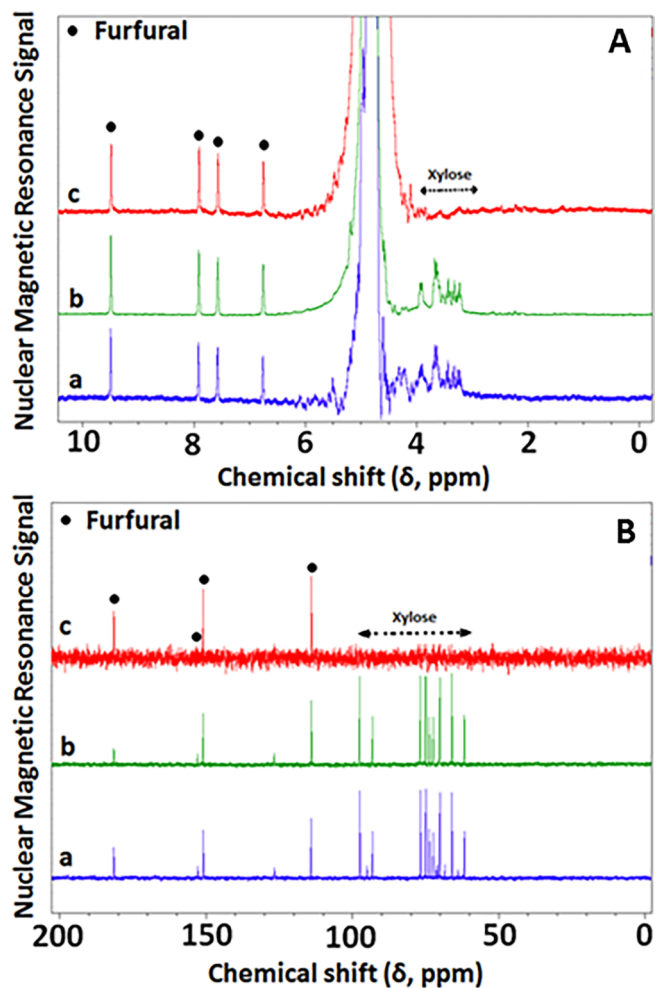 • Furfural
A
Nuclear Magnetic Resonance Signal
Xylose
c
b
a
10 8 6 4 2 0
Chemical shift (δ, ppm)
• Furfural
B
Nuclear Magnetic Resonance Signal
Xylose
c
b
a
200 150 100 50 0
Chemical shift (δ, ppm)